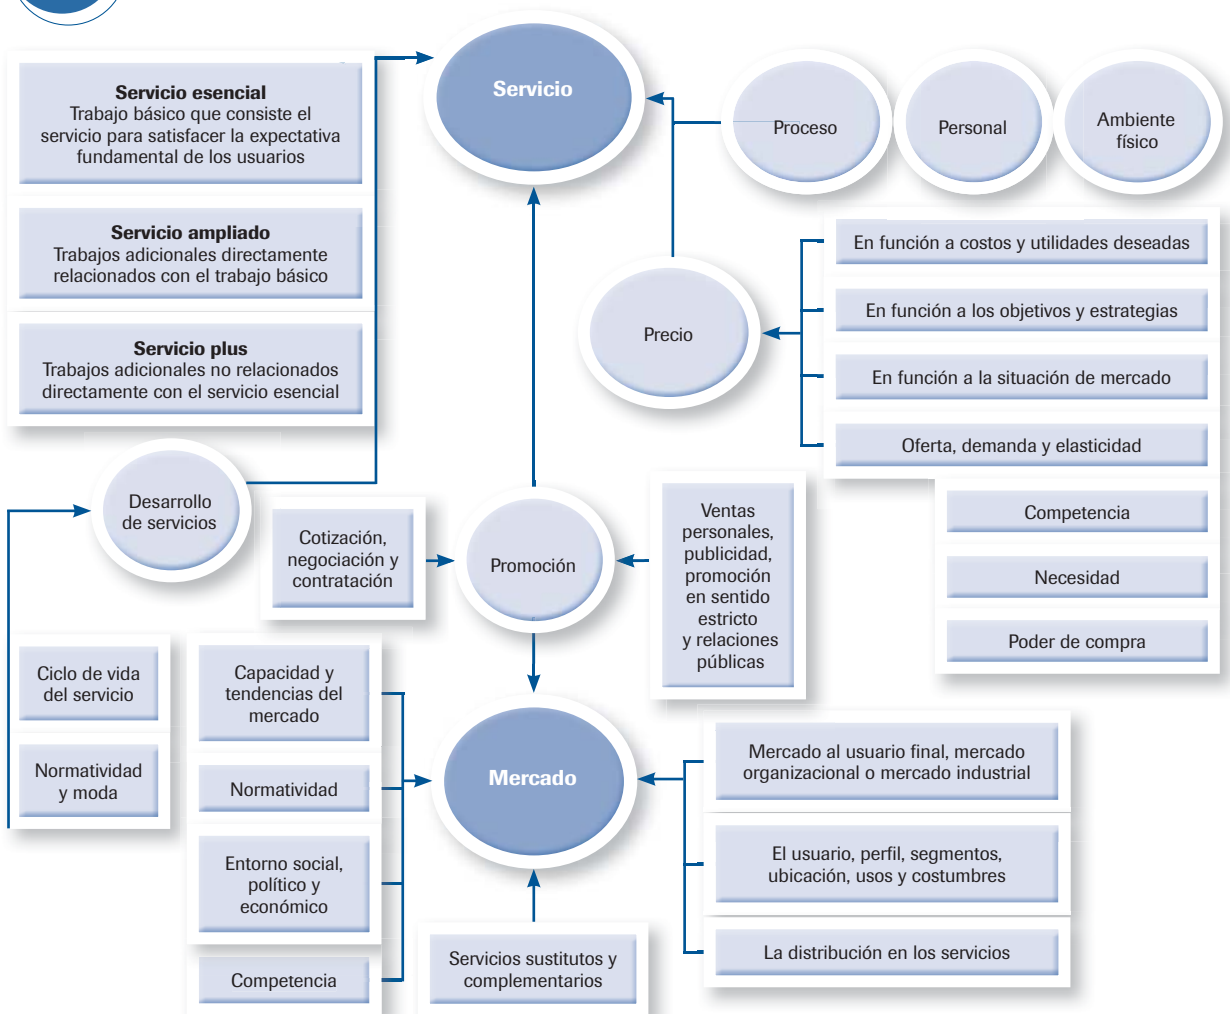 Servicio
Servicio esencial
Trabajo básico que consiste el
servicio para satisfacer la expectativa
fundamental de los usuarios
Servicio ampliado
Trabajos adicionales directamente
relacionados con el trabajo básico
Servicio plus
Trabajos adicionales no relacionados
directamente con el servicio esencial
Proceso
Personal
Ambiente
físico
Precio
En función a costos y utilidades deseadas
En función a los objetivos y estrategias
En función a la situación de mercado
Oferta, demanda y elasticidad
Competencia
Necesidad
Poder de compra
Desarrollo
de servicios
Cotización,
negociación y
contratación
Promoción
Ventas
personales,
publicidad,
promoción
en sentido
estricto
y relaciones
públicas
Ciclo de vida
del servicio
Normatividad
y moda
Capacidad y
tendencias del
mercado
Normatividad
Entorno social,
político y
económico
Competencia
Mercado
Servicios sustitutos y
complementarios
Mercado al usuario final, mercado
organizacional o mercado industrial
El usuario, perfil, segmentos,
ubicación, usos y costumbres
La distribución en los servicios